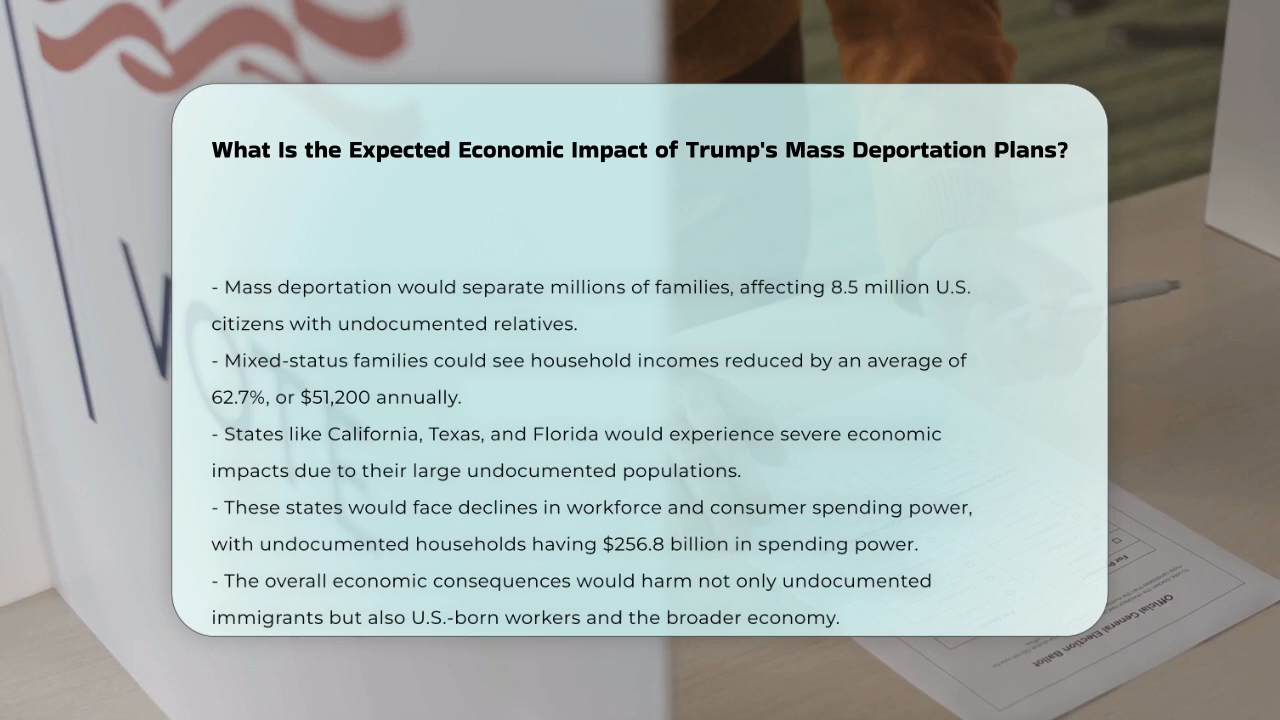 What Is the Expected Economic Impact of Trump's Mass Deportation Plans?
- Mass deportation would separate millions of families, affecting 8.5 million U.S.
citizens with undocumented relatives.
- Mixed-status families could see household incomes reduced by an average of
62.7%, or $51,200 annually.
- States like California, Texas, and Florida would experience severe economic
impacts due to their large undocumented populations.
- These states would face declines in workforce and consumer spending power,
with undocumented households having $256.8 billion in spending power.
- The overall economic consequences would harm not only undocumented
immigrants but also U.S.-born workers and the broader economy.
Official General Election Ballot